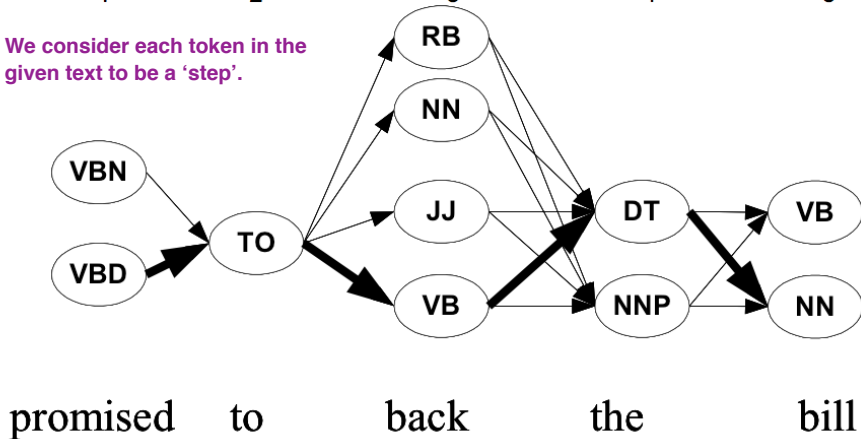 We consider each token in the
given text to be a ‘step’.
RB
NN
VBN
JJ
DT
VB
TO
VBD
VB
NNP
NN
promised to back the bill